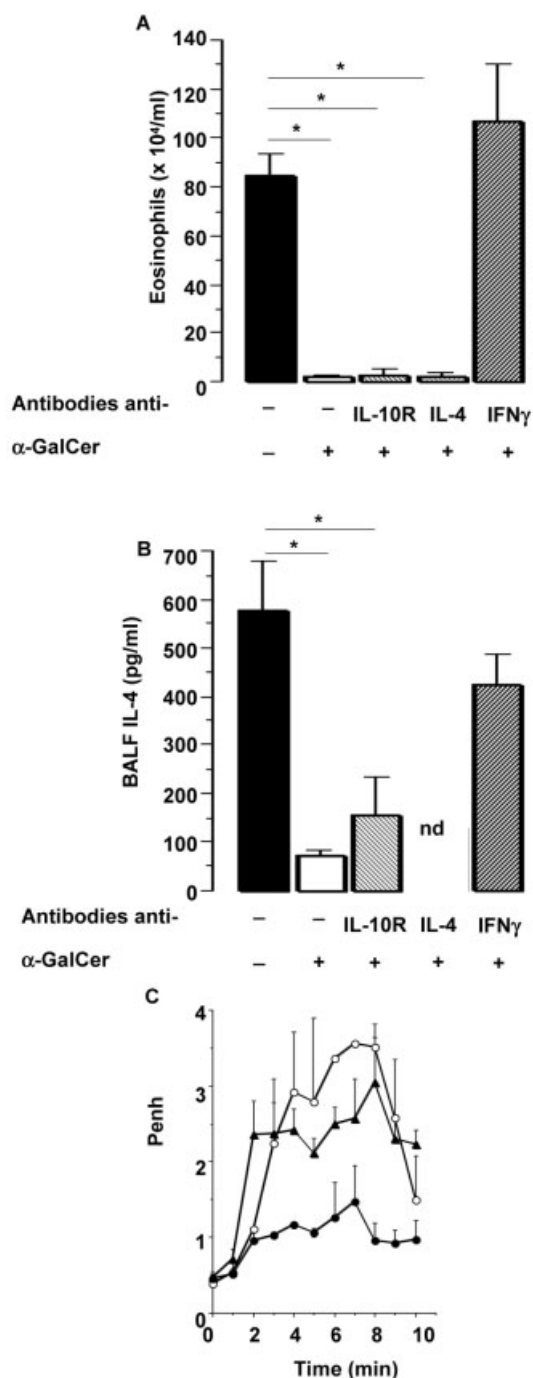 A
140
120
100
80
60
40
20
0
Eosinophils (x 10⁴/ml)
*
*
*
Antibodies anti- – – IL-10R IL-4 IFNγ
α-GalCer – + + + +
B
700
600
500
400
300
200
100
0
BALF IL-4 (pg/ml)
*
*
nd
Antibodies anti- – – IL-10R IL-4 IFNγ
α-GalCer – + + + +
C
4
3
2
1
0
Penh
0 2 4 6 8 10
Time (min)